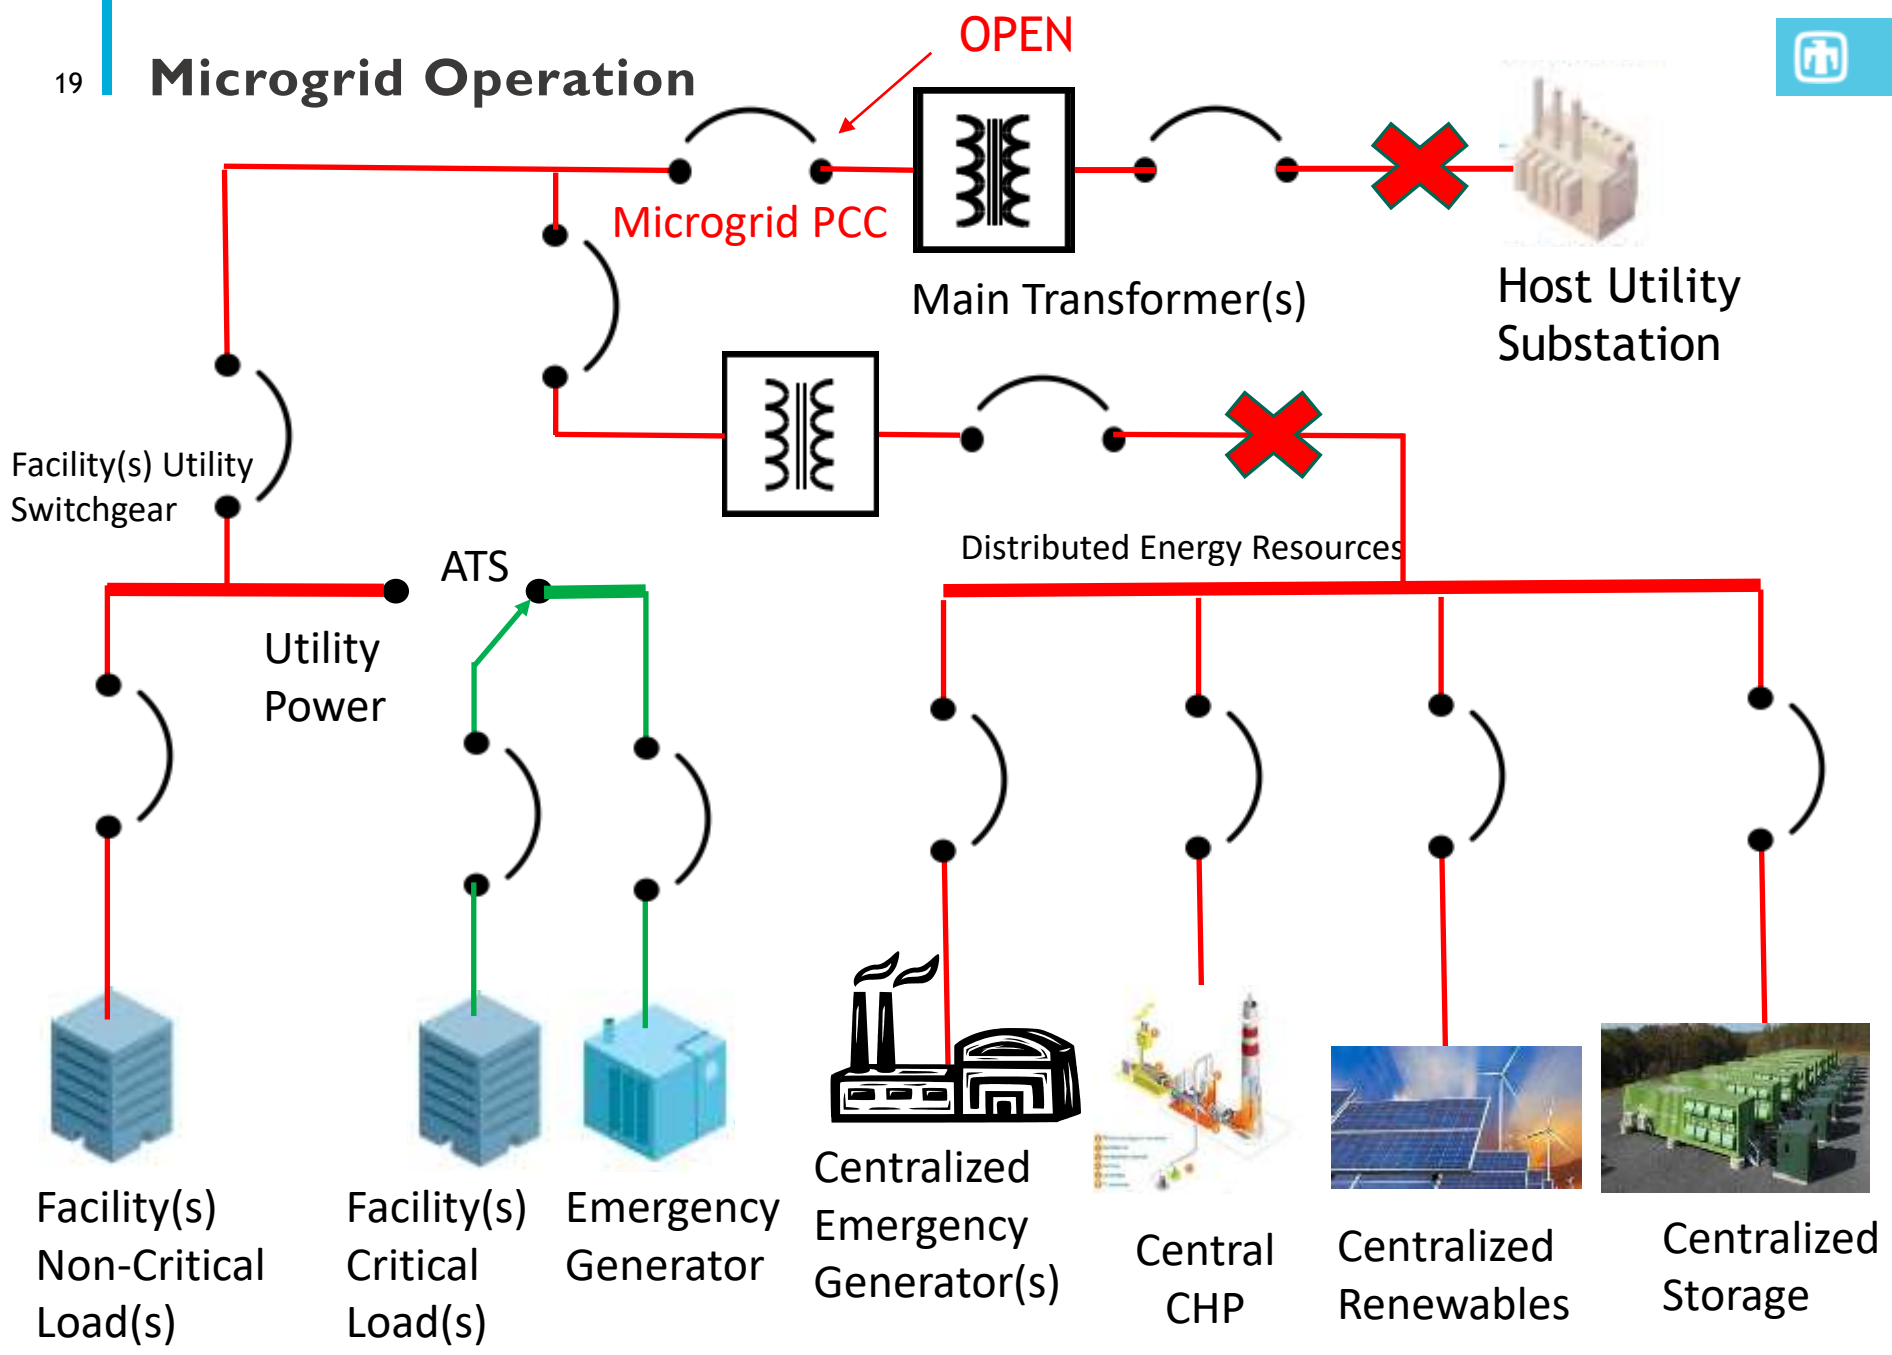 19
Microgrid Operation
OPEN
Microgrid PCC
Main Transformer(s)
Host Utility
Substation
Facility(s) Utility
Switchgear
ATS
Utility
Power
Distributed Energy Resources
Facility(s)
Non-Critical
Load(s)
Facility(s)
Critical
Load(s)
Emergency
Generator
Centralized
Emergency
Generator(s)
Central
CHP
Centralized
Renewables
Centralized
Storage